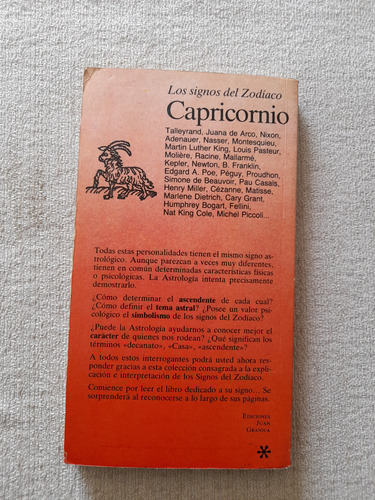 Los signos del Zodíaco
Capricornio
Talleyrand, Juana de Arco, Nixon,
Adenauer, Nasser, Montesquieu,
Martin Luther King, Louis Pasteur,
Molière, Racine, Mallarmé,
Kepler, Newton, B. Franklin,
Edgard A. Poe, Péguy, Proudhon,
Simone de Beauvoir, Pau Casals,
Henry Miller, Cézanne, Matisse,
Marlene Dietrich, Cary Grant,
Humphrey Bogart, Fellini,
Nat King Cole, Michel Piccoli...
Todas estas personalidades tienen el mismo signo as-
trológico. Aunque parezcan a veces muy diferentes,
tienen en común determinadas características físicas
o psicológicas. La Astrología intenta precisamente
demostrarlo.
¿Cómo determinar el ascendente de cada cual?
¿Cómo definir el tema astral? ¿Posee un valor psi-
cológico el simbolismo de los signos del Zodíaco?
¿Puede la Astrología ayudarnos a conocer mejor el
carácter de quienes nos rodean? ¿Qué significan los
términos «decanato», «Casa», «ascendente»?
A todos estos interrogantes podrá usted ahora res-
ponder gracias a esta colección consagrada a la expli-
cación e interpretación de los Signos del Zodíaco.
Comience por leer el libro dedicado a su signo... Se
sorprenderá al reconocerse a lo largo de sus páginas.
EDICIONES
JUAN
GRANICA